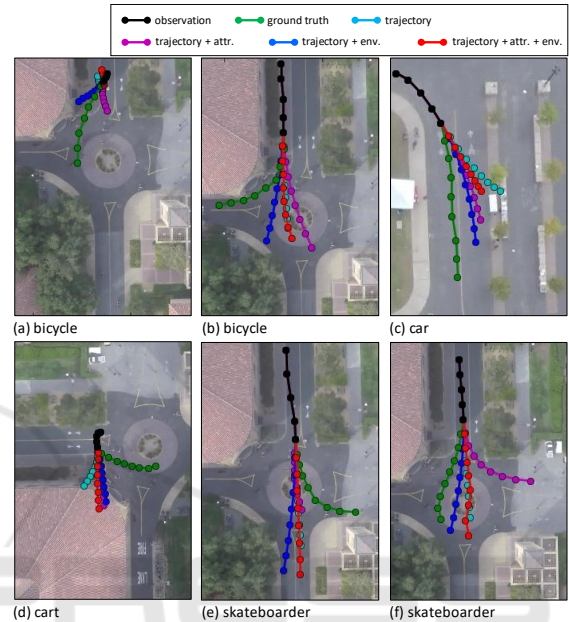 observation ground truth trajectory
trajectory + attr. trajectory + env. trajectory + attr. + env.
(a) bicycle (b) bicycle (c) car
(d) cart (e) skateboarder (f) skateboarder